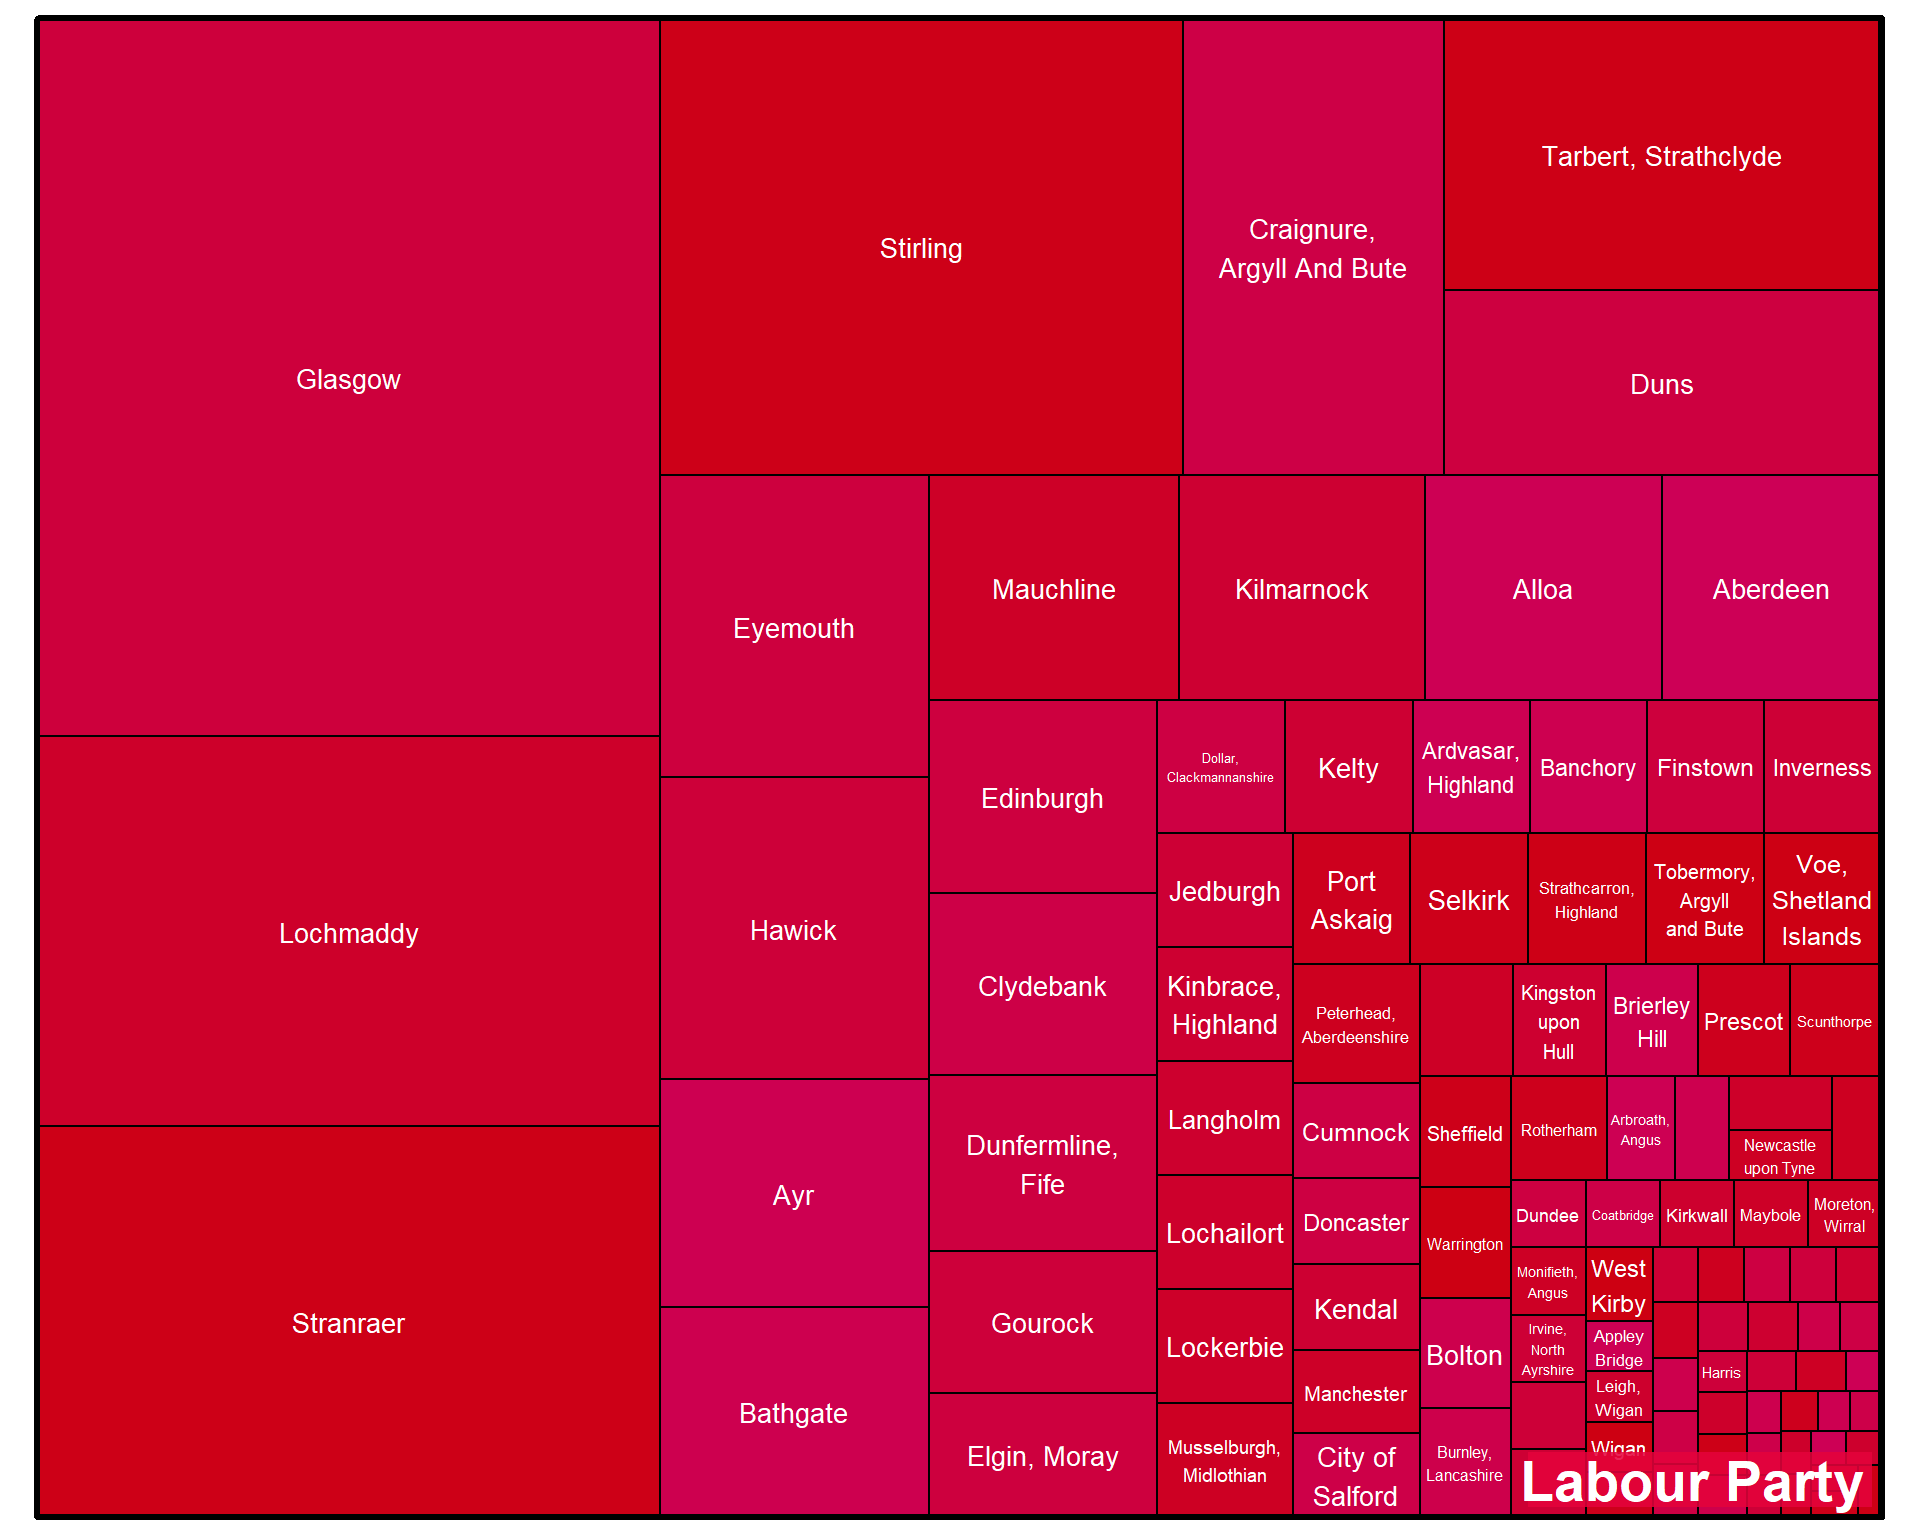 Glasgow
Lochmaddy
Stranraer
Stirling
Craignure,
Argyll And Bute
Tarbert, Strathclyde
Duns
Eyemouth
Hawick
Ayr
Bathgate
Mauchline
Kilmarnock
Alloa
Aberdeen
Edinburgh
Clydebank
Dunfermline,
Fife
Gourock
Elgin, Moray
Dollar,
Clackmannanshire
Kelty
Ardvasar,
Highland
Banchory
Finstown
Inverness
Jedburgh
Kinbrace,
Highland
Langholm
Lochailort
Lockerbie
Musselburgh,
Midlothian
Port
Askaig
Selkirk
Strathcarron,
Highland
Tobermory,
Argyll
and Bute
Voe,
Shetland
Islands
Peterhead,
Aberdeenshire
Cumnock
Doncaster
Kendal
Manchester
City of
Salford
Kingston
upon
Hull
Brierley
Hill
Prescot
Scunthorpe
Sheffield
Warrington
Bolton
Burnley,
Lancashire
Rotherham
Arbroath,
Angus
Newcastle
upon Tyne
Dundee
Coatbridge
Kirkwall
Maybole
Moreton,
Wirral
Monifieth,
Angus
Irvine,
North
Ayrshire
West
Kirby
Appley
Bridge
Leigh,
Wigan
Wigan
Harris
Labour Party